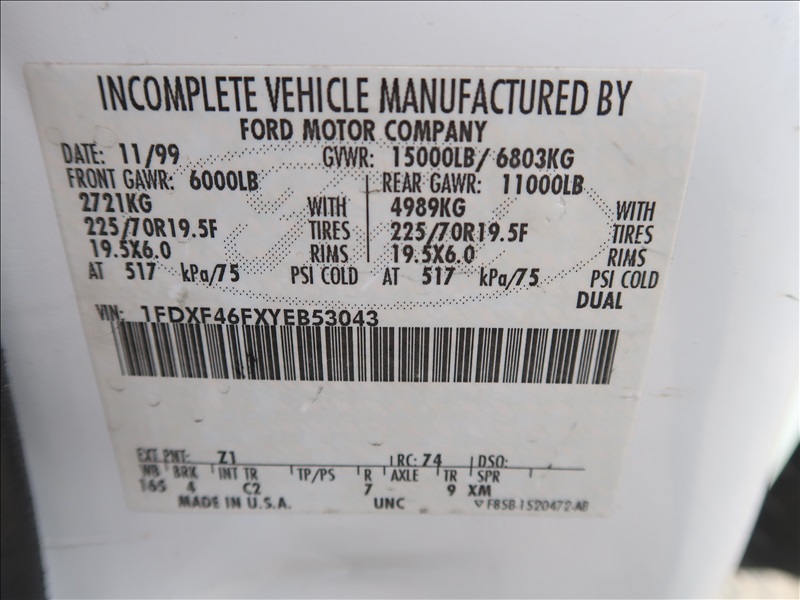 INCOMPLETE VEHICLE MANUFACTURED BY
FORD MOTOR COMPANY
DATE: 11/99 GVWR: 15000LB/ 6803KG
FRONT GAWR: 6000LB REAR GAWR: 11000LB
2721KG WITH 4989KG WITH
225/70R19.5F TIRES 225/70R19.5F TIRES
19.5X6.0 RIMS 19.5X6.0 RIMS
AT 517 kPa/75 PSI COLD AT 517 kPa/75 PSI COLD
DUAL
VIN: 1FDXF46FXYEB53043
EXT PNT: Z1 RC: 74 DSO:
WB BRK INT TR TP/PS R AXLE TR SPR
165 4 C2 7 9 XM
MADE IN U.S.A. UNC F85B-1520472-AB